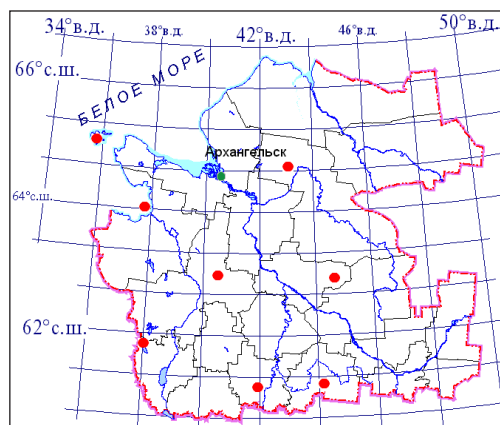 34°в.д.
38°в.д.
42°в.д.
46°в.д.
50°в.д.
66°с.ш.
БЕЛОЕ МОРЕ
Архангельск
64°с.ш.
62°с.ш.